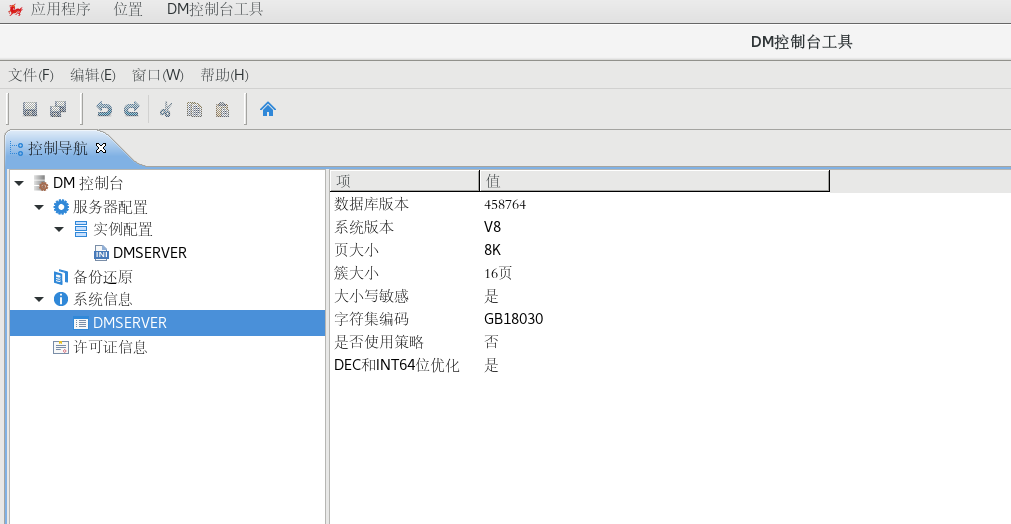 应用程序 位置 DM控制台工具
DM控制台工具
文件(F) 编辑(E) 窗口(W) 帮助(H)
控制导航
DM 控制台
服务器配置
实例配置
INI DMSERVER
备份还原
系统信息
DMSERVER
许可证信息
项 值
数据库版本 458764
系统版本 V8
页大小 8K
簇大小 16页
大小写敏感 是
字符集编码 GB18030
是否使用策略 否
DEC和INT64位优化 是